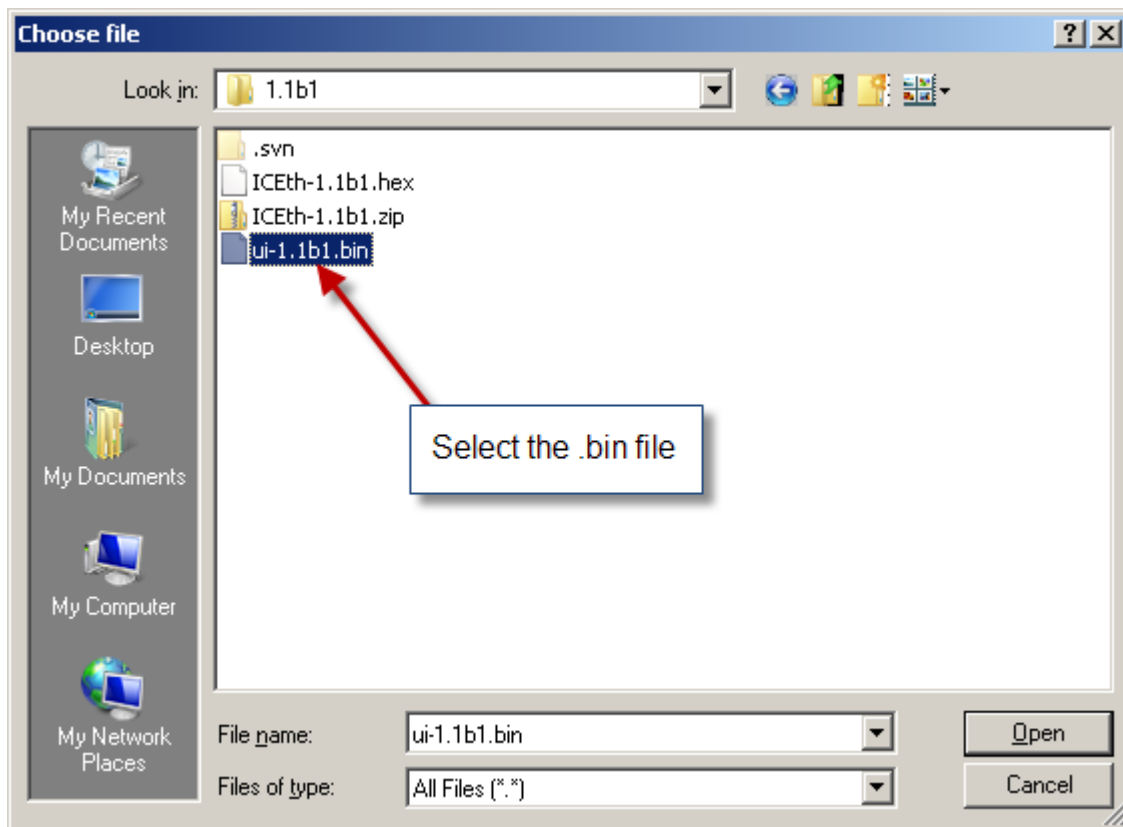 Choose file
Look in:
1.1b1
.svn
ICEth-1.1b1.hex
ICEth-1.1b1.zip
ui-1.1b1.bin
My Recent
Documents
Desktop
My Documents
My Computer
My Network
Places
Select the .bin file
File name:
ui-1.1b1.bin
Open
Files of type:
All Files (*.*)
Cancel